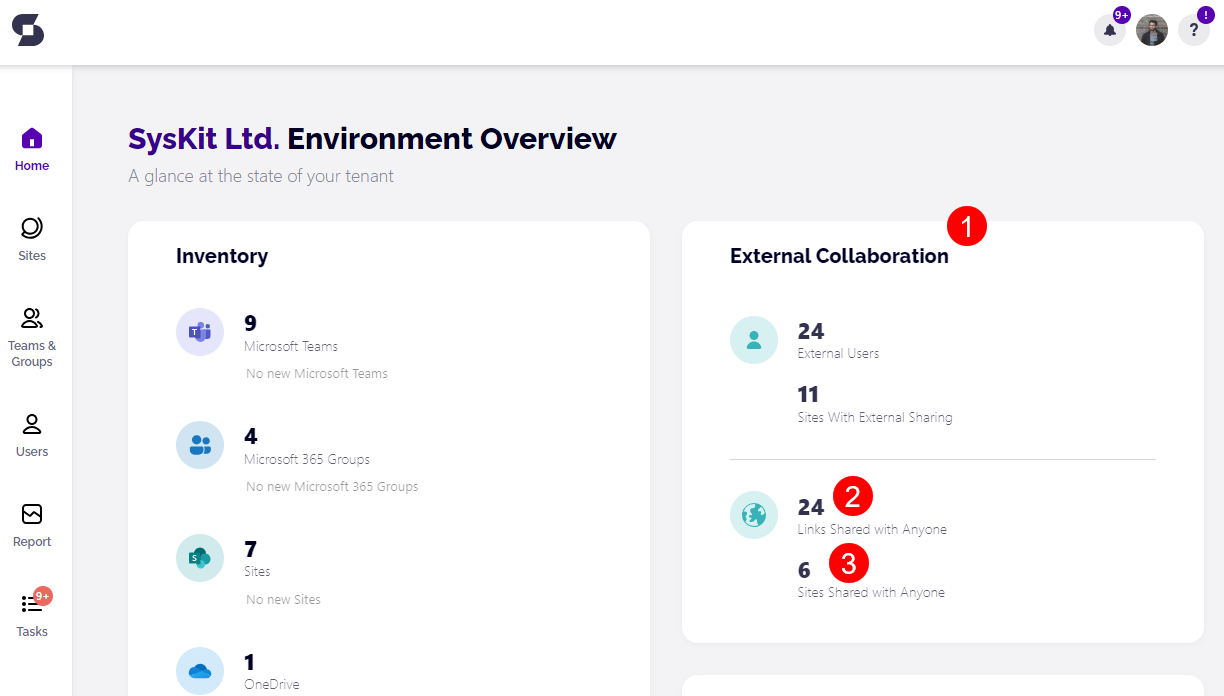 9+
!
?
SysKit Ltd. Environment Overview
A glance at the state of your tenant
Home
Sites
Teams &
Groups
Users
Report
9+
Tasks
Inventory
T
9
Microsoft Teams
No new Microsoft Teams
4
Microsoft 365 Groups
No new Microsoft 365 Groups
S
7
Sites
No new Sites
1
OneDrive
1
External Collaboration
24
External Users
11
Sites With External Sharing
24
2
Links Shared with Anyone
6
3
Sites Shared with Anyone